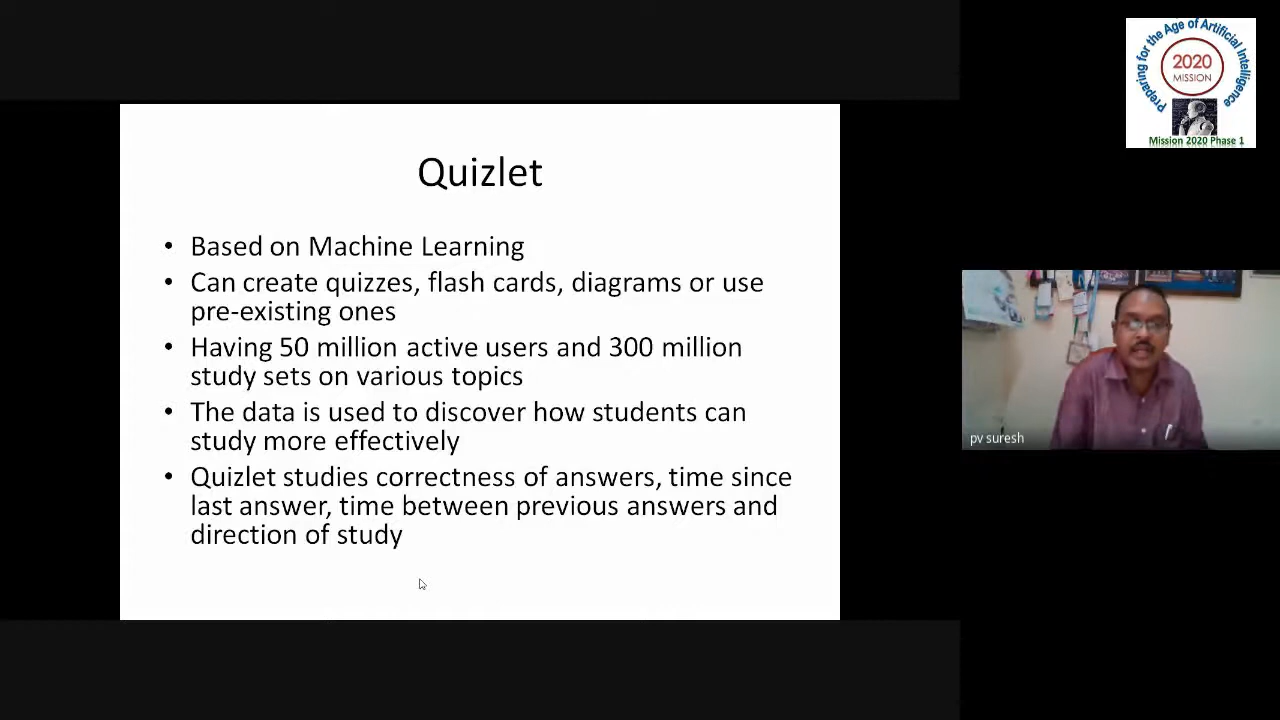 Quizlet
• Based on Machine Learning
• Can create quizzes, flash cards, diagrams or use
pre-existing ones
• Having 50 million active users and 300 million
study sets on various topics
• The data is used to discover how students can
study more effectively
• Quizlet studies correctness of answers, time since
last answer, time between previous answers and
direction of study
Preparing for the Age of Artificial Intelligence
2020
MISSION
Mission 2020 Phase 1
pv suresh